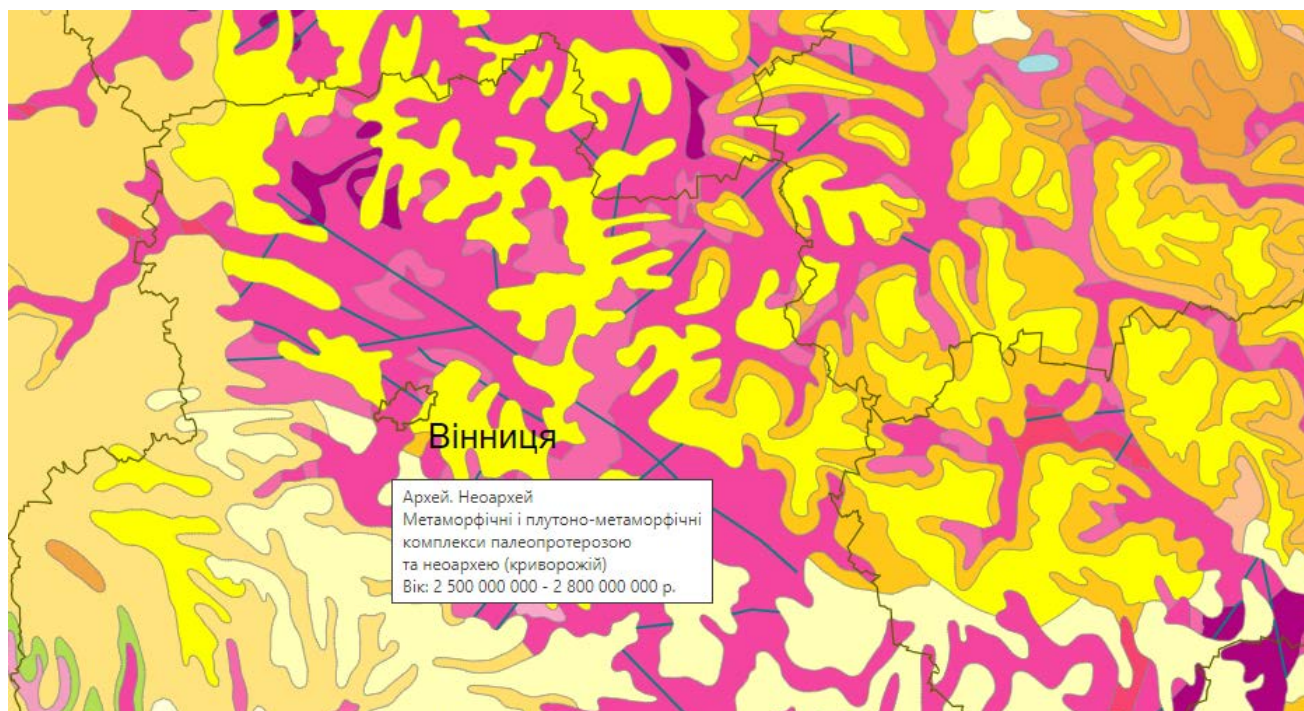 Вінниця
Архей. Неоархей
Метаморфічні і плутоно-метаморфічні
комплекси палеопротерозою
та неоархею (криворожій)
Вік: 2 500 000 000 - 2 800 000 000 р.